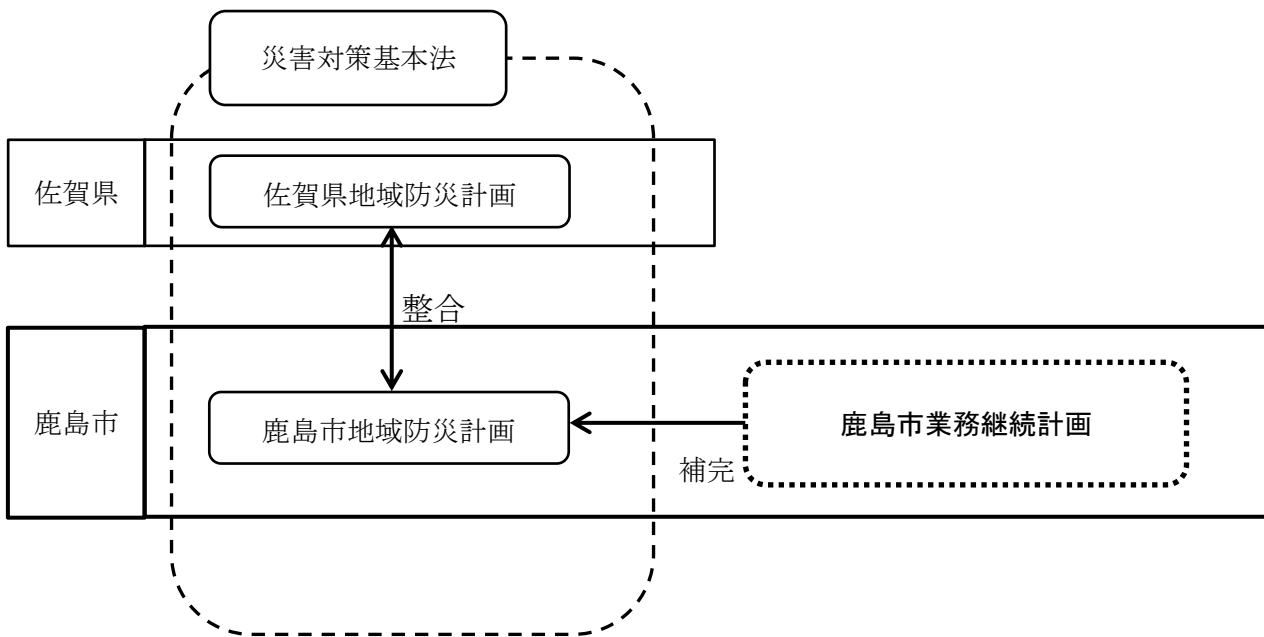 災害対策基本法
佐賀県
佐賀県地域防災計画
整合
鹿島市
鹿島市地域防災計画
鹿島市業務継続計画
補完